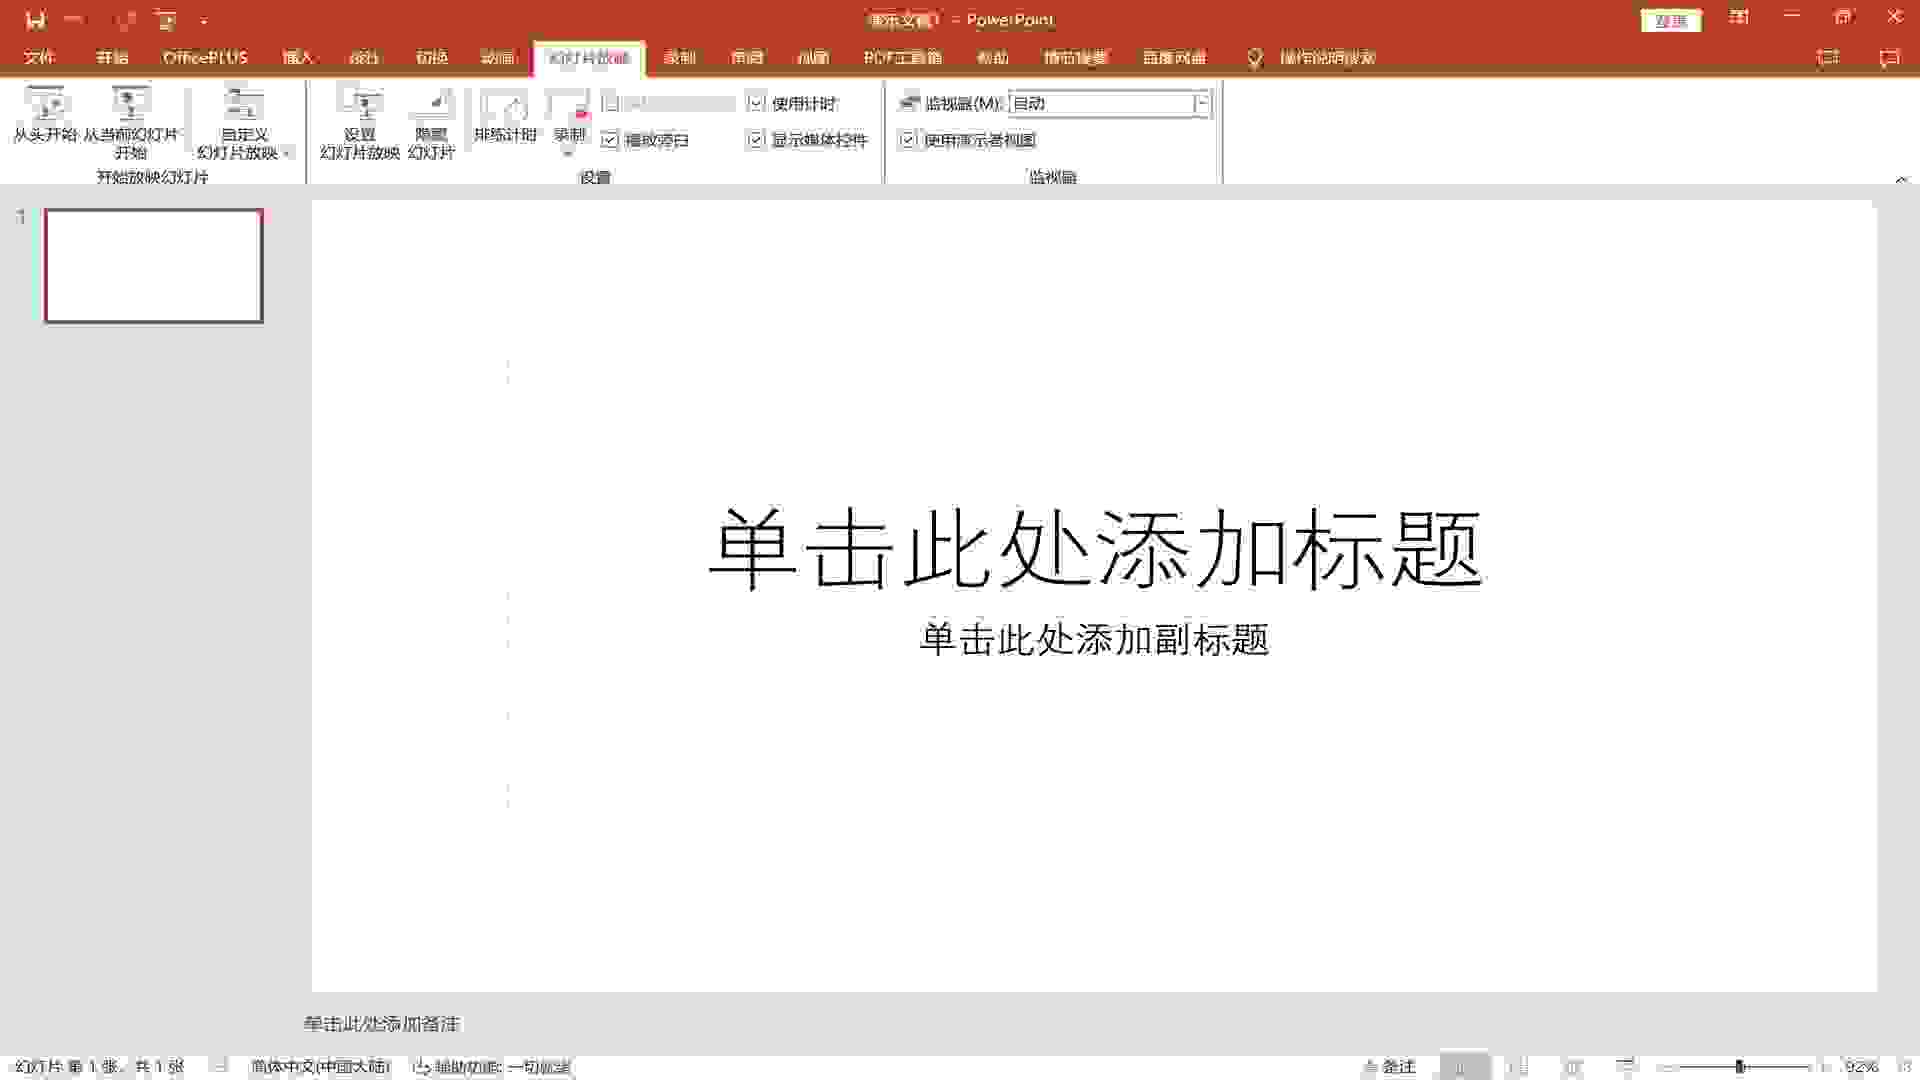 演示文稿1 - PowerPoint
登录
文件 开始 OfficePLUS 插入 设计 切换 动画 幻灯片放映 录制 审阅 视图 PDF工具箱 帮助 百度网盘 操作说明搜索
从头开始
从当前幻灯片
开始
自定义
幻灯片放映
开始放映幻灯片
设置
幻灯片放映
隐藏
幻灯片
排练计时
录制
播放旁白
使用计时
显示媒体控件
设置
监视器(M): 自动
使用演示者视图
监视器
1
单击此处添加标题
单击此处添加副标题
单击此处添加备注
幻灯片 第 1 张，共 1 张
简体中文(中国大陆)
辅助功能: 一切就绪
备注
92%